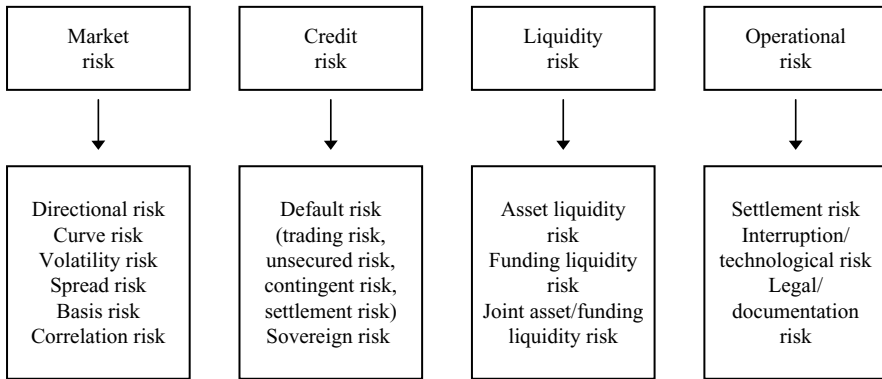 Market
risk
Credit
risk
Liquidity
risk
Operational
risk
Directional risk
Curve risk
Volatility risk
Spread risk
Basis risk
Correlation risk
Default risk
(trading risk,
unsecured risk,
contingent risk,
settlement risk)
Sovereign risk
Asset liquidity
risk
Funding liquidity
risk
Joint asset/funding
liquidity risk
Settlement risk
Interruption/
technological risk
Legal/
documentation
risk